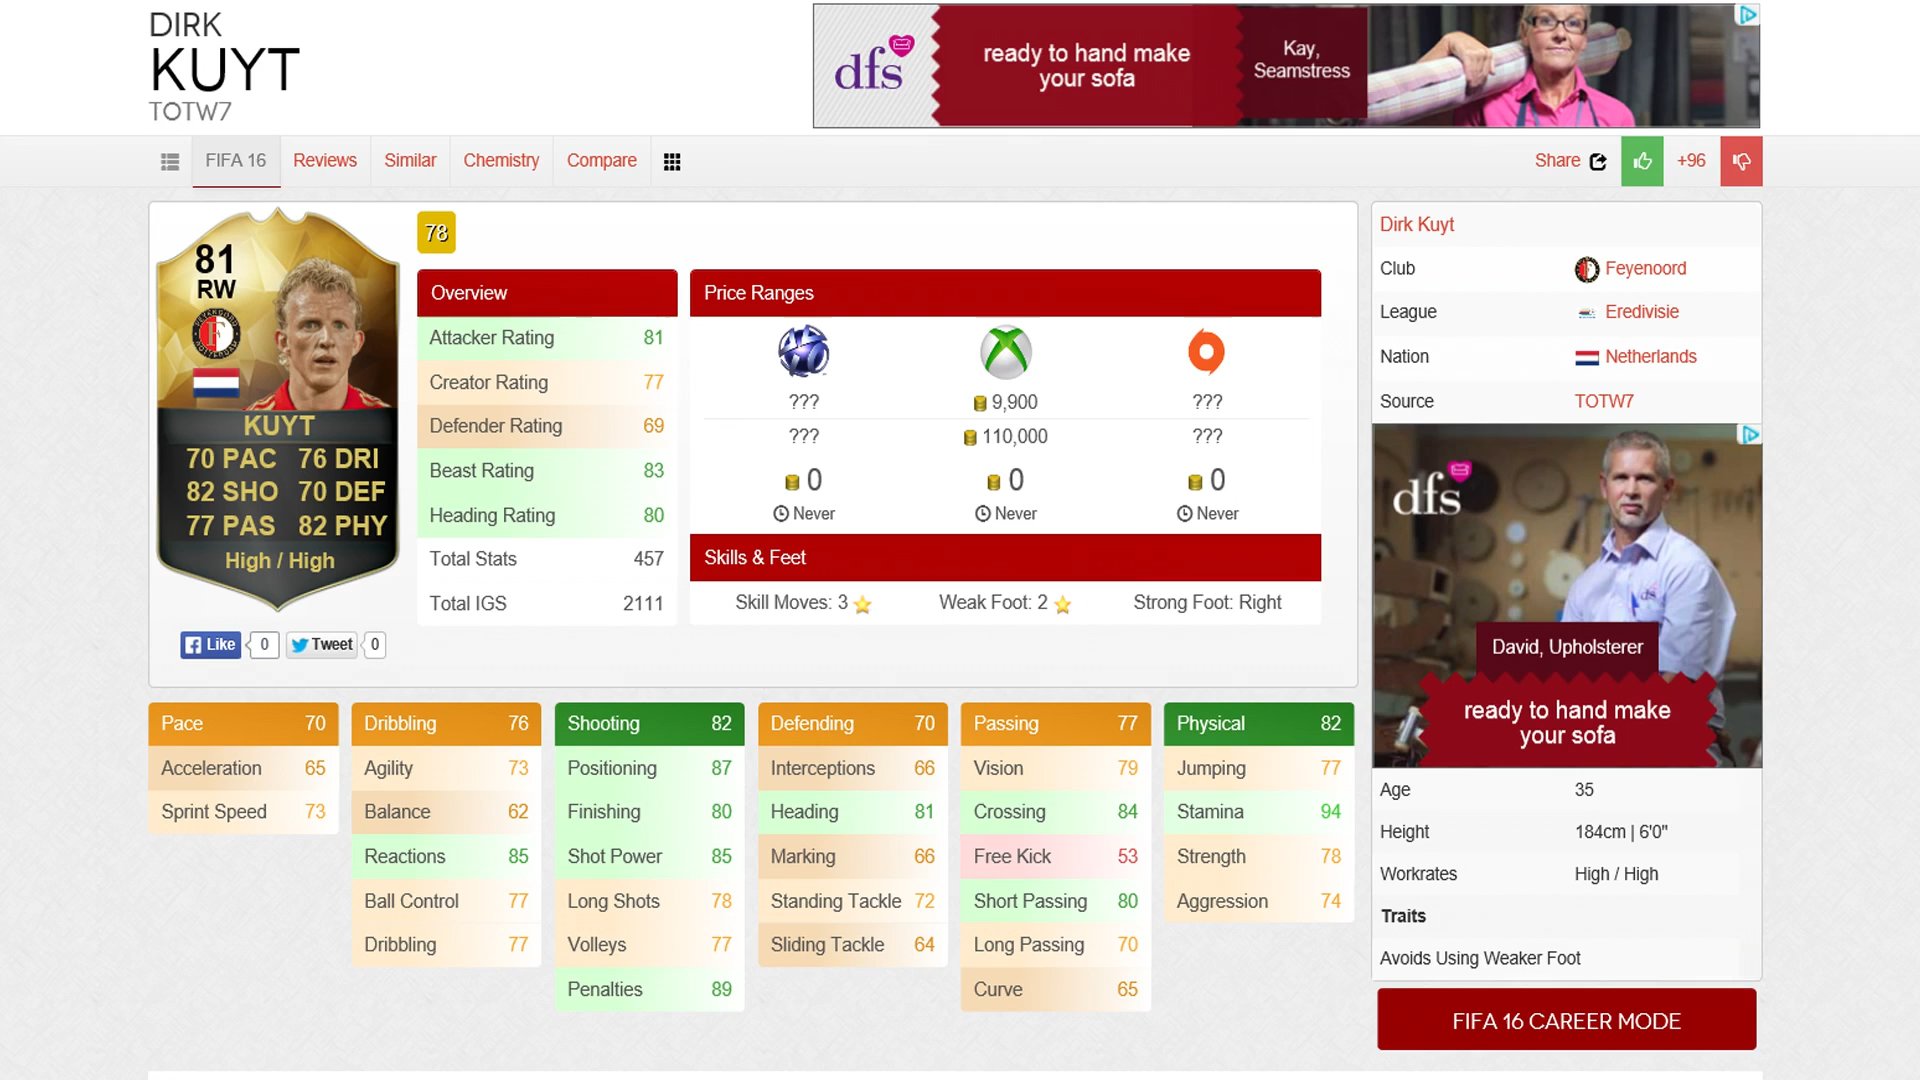 DIRK
KUYT
TOTW7
dfs
ready to hand make
your sofa
Kay,
Seamstress
FIFA 16
Reviews
Similar
Chemistry
Compare
Share
+96
81
RW
KUYT
70 PAC 76 DRI
82 SHO 70 DEF
77 PAS 82 PHY
High / High
Like 0
Tweet 0
78
Overview
Attacker Rating 81
Creator Rating 77
Defender Rating 69
Beast Rating 83
Heading Rating 80
Total Stats 457
Total IGS 2111
Price Ranges
??? 9,900 ???
??? 110,000 ???
0 0 0
Never Never Never
Skills & Feet
Skill Moves: 3 Weak Foot: 2 Strong Foot: Right
Dirk Kuyt
Club Feyenoord
League Eredivisie
Nation Netherlands
Source TOTW7
dfs
dfs
David, Upholsterer
ready to hand make
your sofa
Age 35
Height 184cm | 6'0"
Workrates High / High
Traits
Avoids Using Weaker Foot
FIFA 16 CAREER MODE
Pace 70
Acceleration 65
Sprint Speed 73
Dribbling 76
Agility 73
Balance 62
Reactions 85
Ball Control 77
Dribbling 77
Shooting 82
Positioning 87
Finishing 80
Shot Power 85
Long Shots 78
Volleys 77
Penalties 89
Defending 70
Interceptions 66
Heading 81
Marking 66
Standing Tackle 72
Sliding Tackle 64
Passing 77
Vision 79
Crossing 84
Free Kick 53
Short Passing 80
Long Passing 70
Curve 65
Physical 82
Jumping 77
Stamina 94
Strength 78
Aggression 74